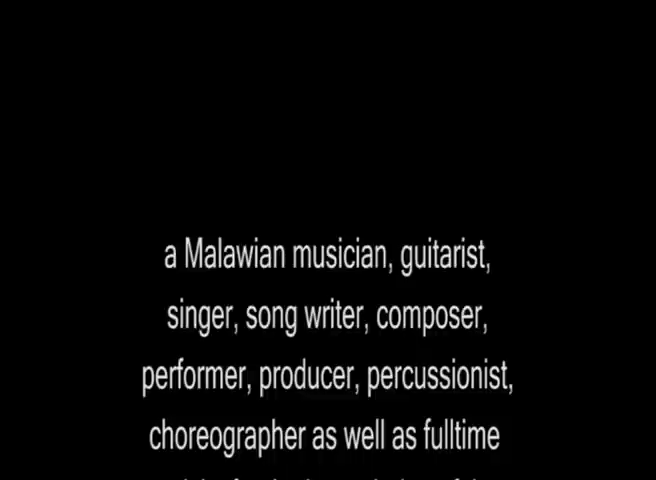 a Malawian musician, guitarist,
singer, song writer, composer,
performer, producer, percussionist,
choreographer as well as fulltime